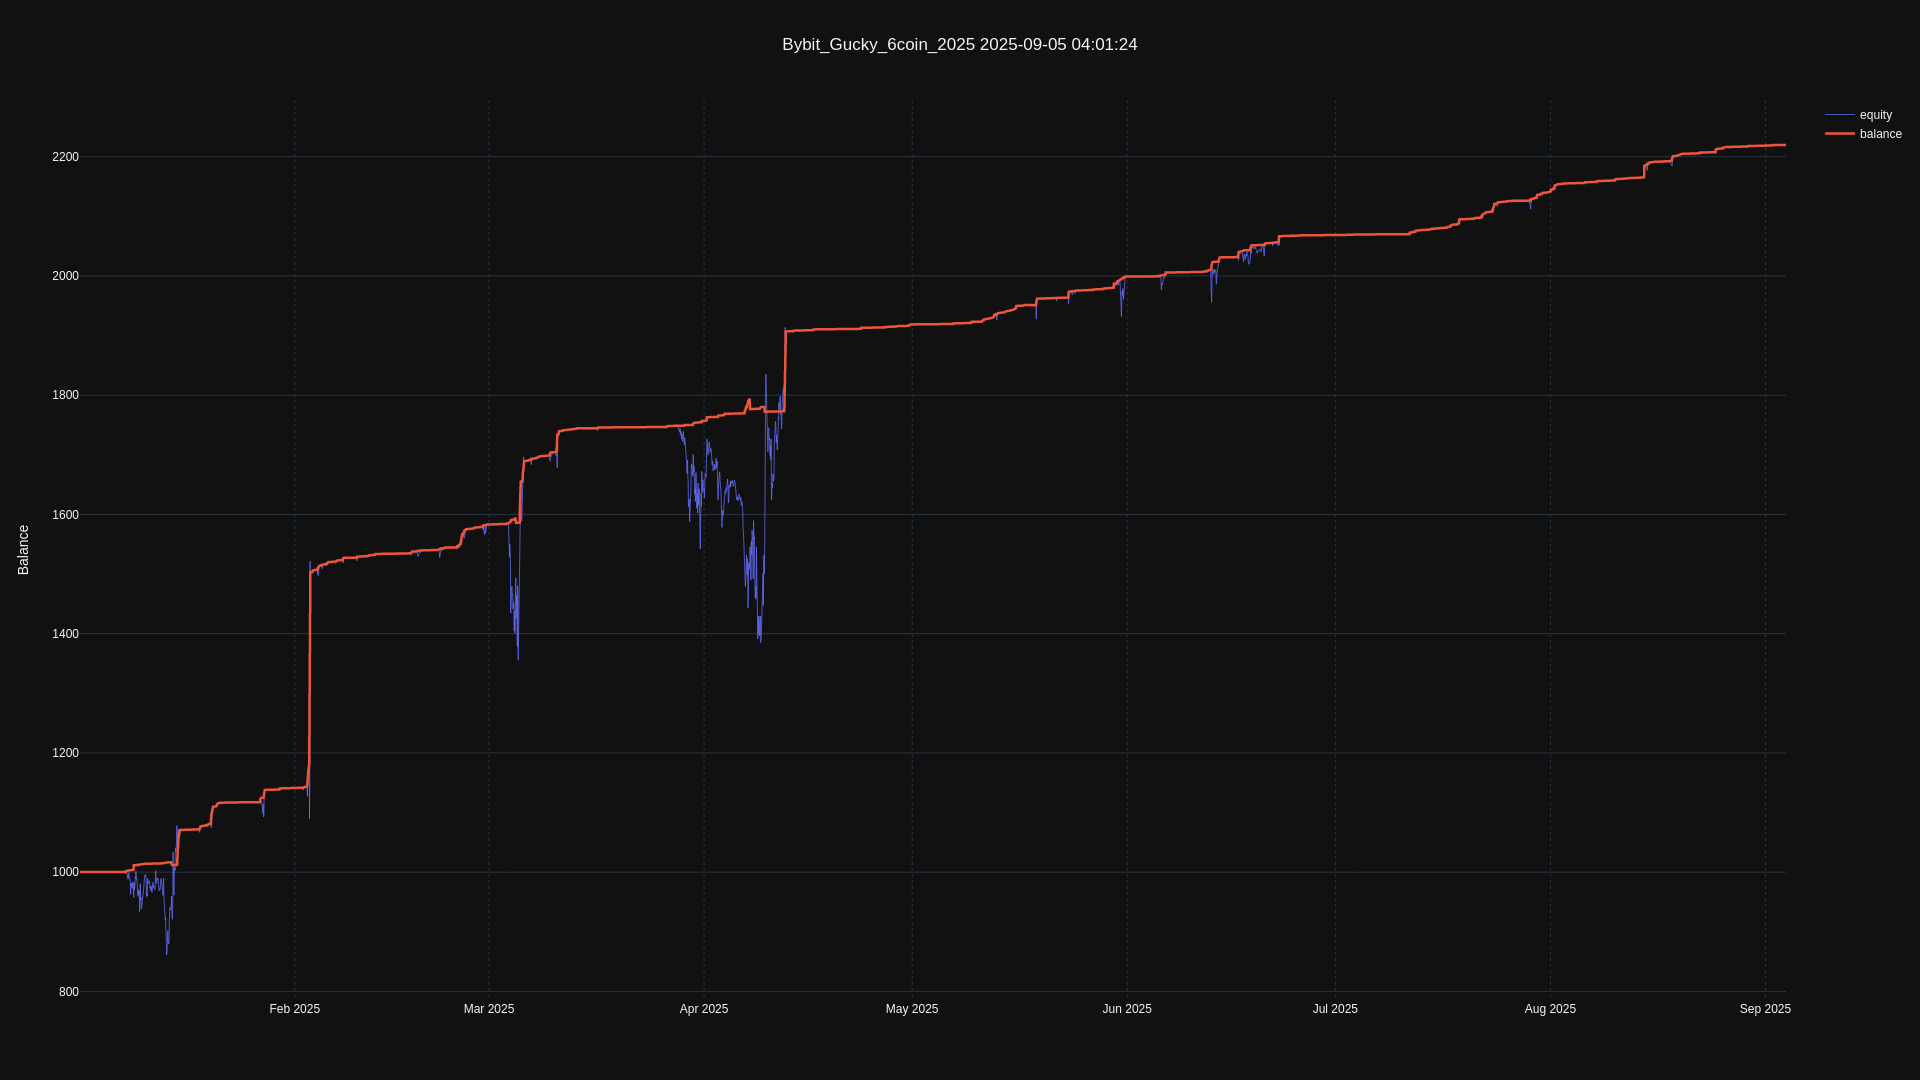 Bybit_Gucky_6coin_2025 2025-09-05 04:01:24
equity
balance
2200
2000
1800
1600
1400
1200
1000
800
Balance
Feb 2025
Mar 2025
Apr 2025
May 2025
Jun 2025
Jul 2025
Aug 2025
Sep 2025